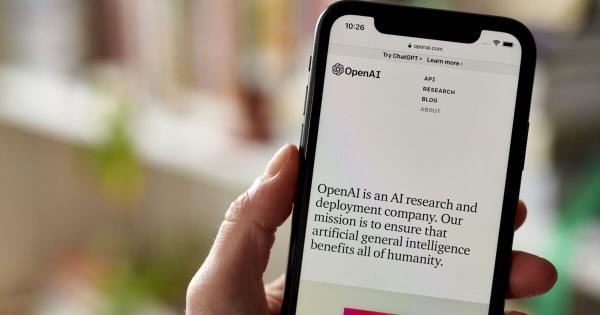 10:26
openai.com
Try ChatGPT Learn more
OpenAI
API
RESEARCH
BLOG
ABOUT
OpenAI is an AI research and
deployment company. Our
mission is to ensure that
artificial general intelligence
benefits all of humanity.